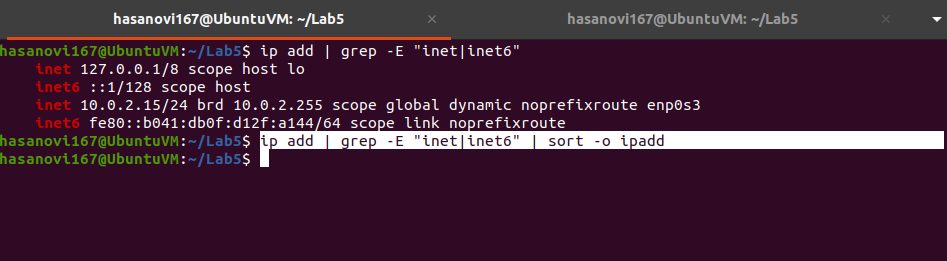 hasanovi167@UbuntuVM: ~/Lab5 × hasanovi167@UbuntuVM: ~/Lab5 ×
hasanovi167@UbuntuVM:~/Lab5$ ip add | grep -E "inet|inet6"
inet 127.0.0.1/8 scope host lo
inet6 ::1/128 scope host
inet 10.0.2.15/24 brd 10.0.2.255 scope global dynamic noprefixroute enp0s3
inet6 fe80::b041:db0f:d12f:a144/64 scope link noprefixroute
hasanovi167@UbuntuVM:~/Lab5$ ip add | grep -E "inet|inet6" | sort -o ipadd
hasanovi167@UbuntuVM:~/Lab5$